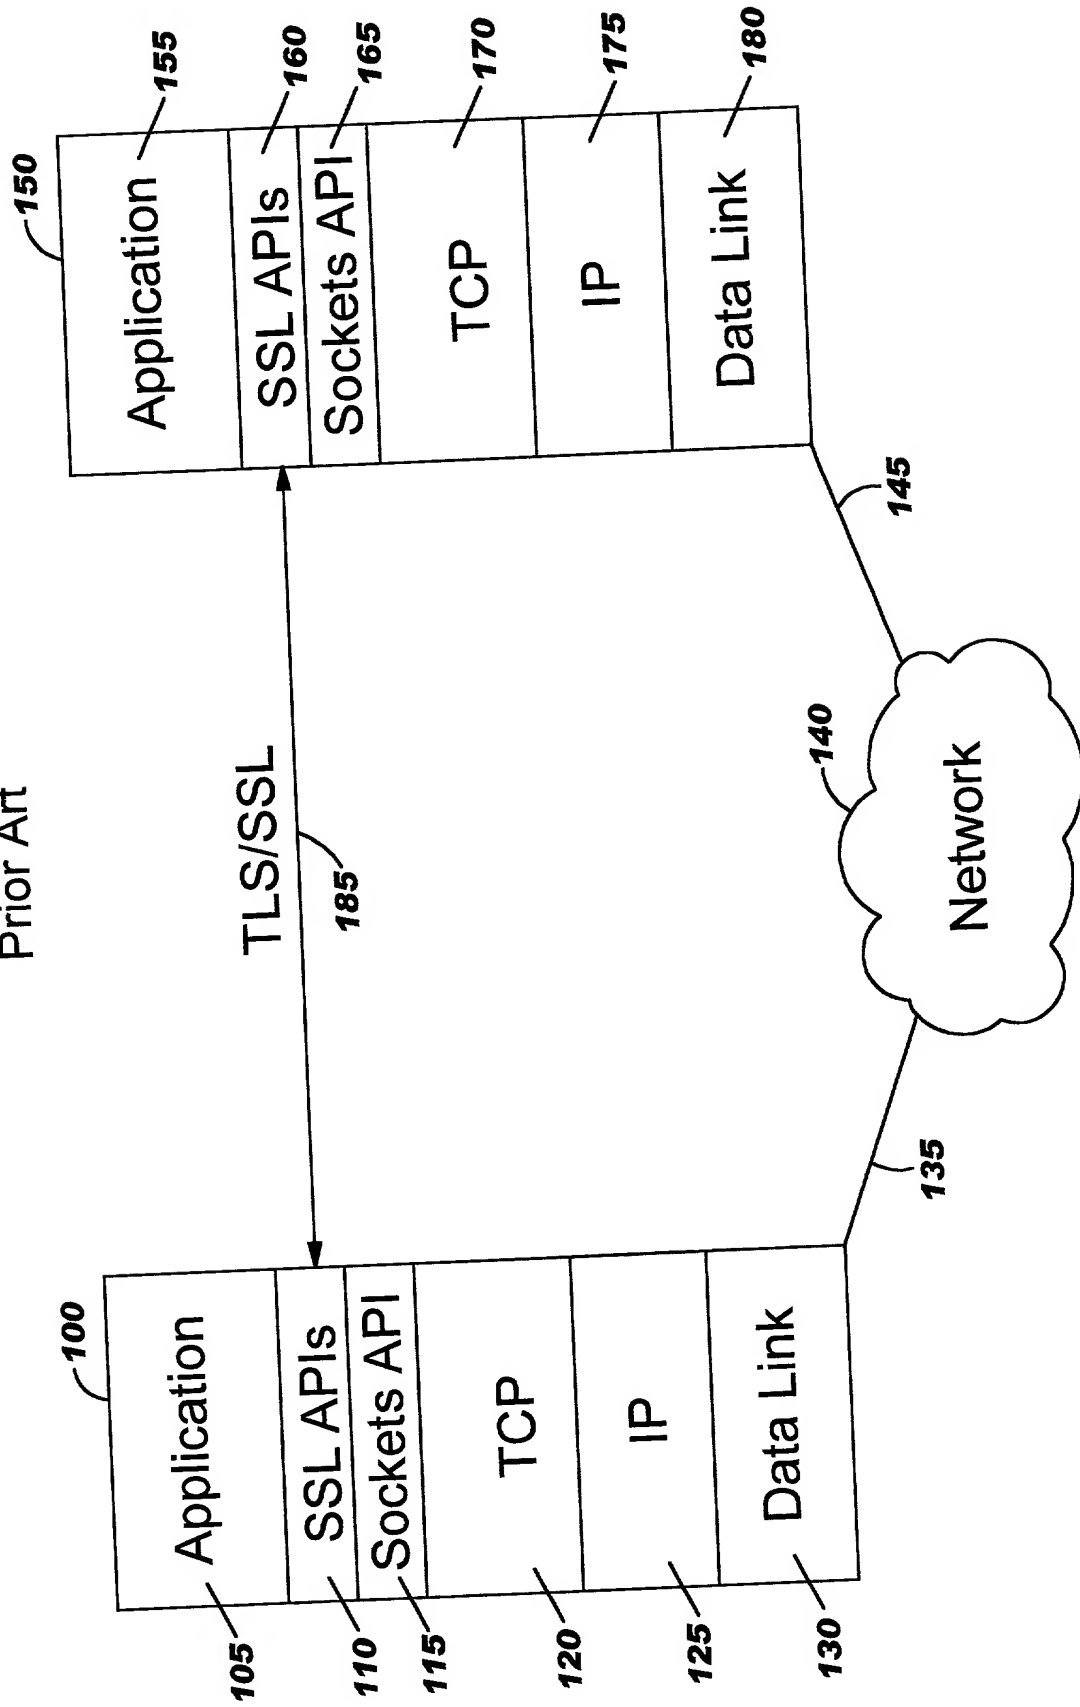 Prior Art
100
Application
105
SSL APIs
110
Sockets API
115
TCP
120
IP
125
Data Link
130
TLS/SSL
185
135
Network
140
145
150
Application
155
SSL APIs
160
Sockets API
165
TCP
170
IP
175
Data Link
180